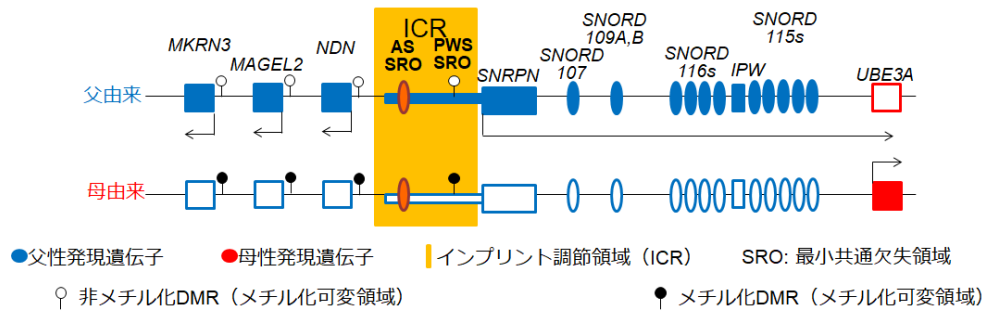 ICR
MKRN3
MAGEL2
NDN
AS
SRO
PWS
SRO
SNRPN
SNORD
107
SNORD
109A,B
SNORD
116s
IPW
SNORD
115s
UBE3A
父由来
母由来
父性発現遺伝子
母性発現遺伝子
インプリント調節領域（ICR）
SRO: 最小共通欠失領域
非メチル化DMR（メチル化可変領域）
メチル化DMR（メチル化可変領域）